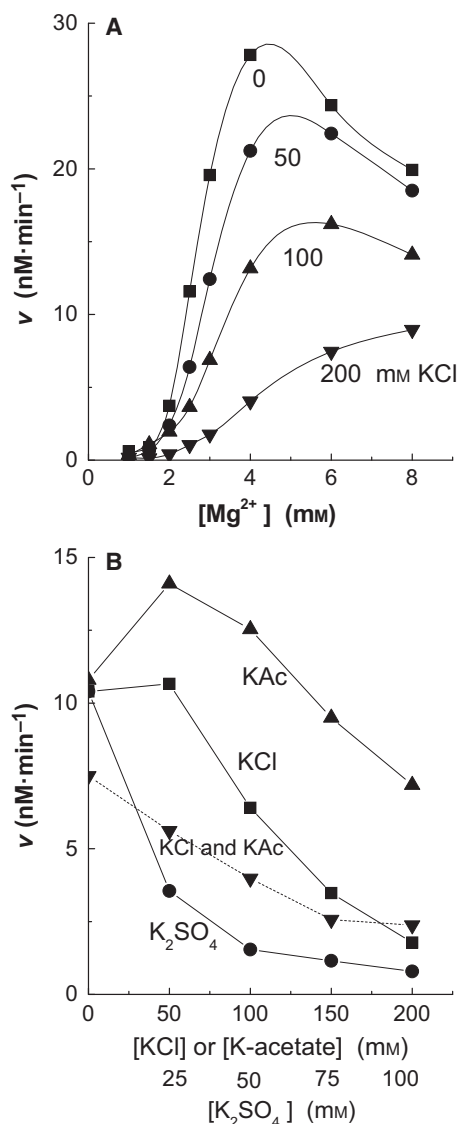 A
30
20
10
0
v (nM·min⁻¹)
0
50
100
200 mM KCl
0 2 4 6 8
[Mg²⁺] (mM)
B
15
10
5
0
v (nM·min⁻¹)
KAc
KCl
KCl and KAc
K₂SO₄
0 50 100 150 200
[KCl] or [K-acetate] (mM)
25 50 75 100
[K₂SO₄] (mM)